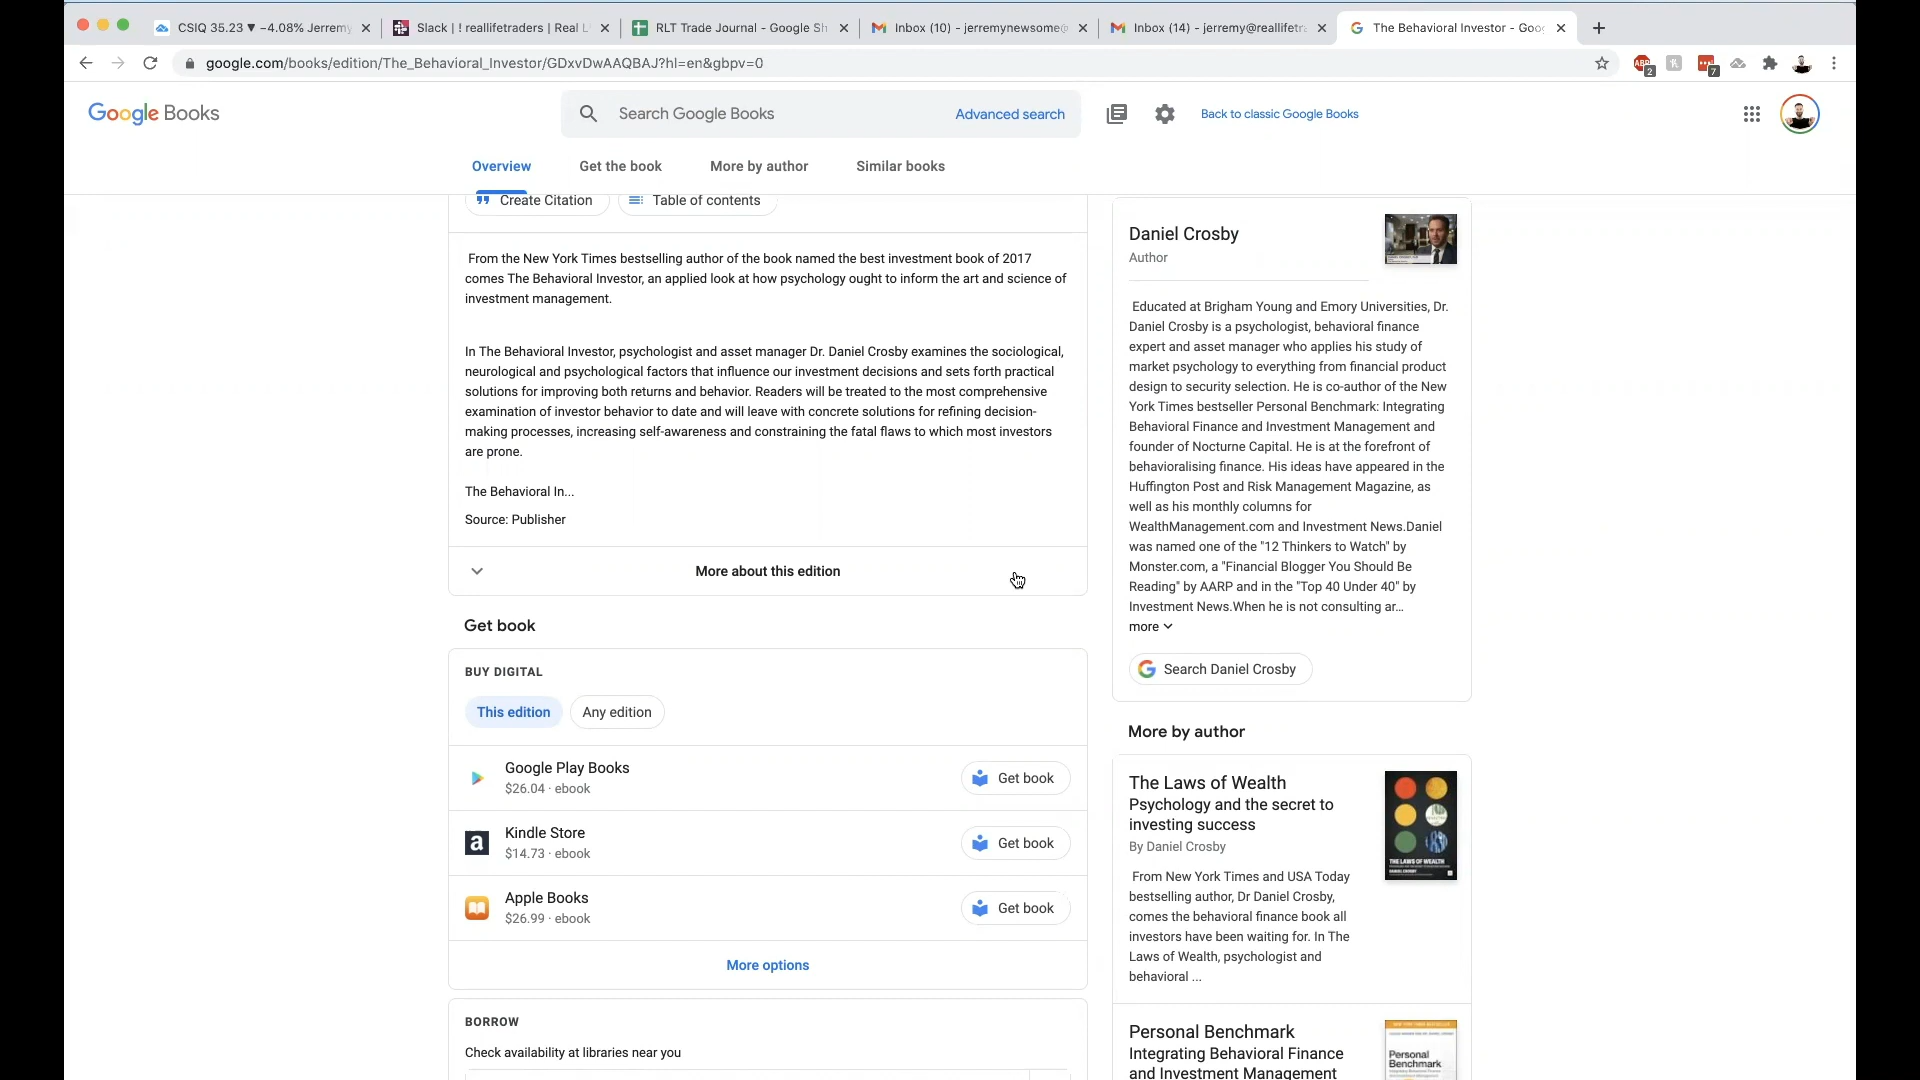 CSIQ 35.23 ▼ −4.08% Jerremy
Slack | ! reallifetraders | Real L
RLT Trade Journal - Google Sh
Inbox (10) - jerremynewsome@
Inbox (14) - jerremy@reallifetra
The Behavioral Investor - Goo
google.com/books/edition/The_Behavioral_Investor/GDxvDwAAQBAJ?hl=en&gbpv=0
ABP
2
7
Google Books
Search Google Books
Advanced search
Back to classic Google Books
Overview
Get the book
More by author
Similar books
Create Citation
Table of contents
From the New York Times bestselling author of the book named the best investment book of 2017
comes The Behavioral Investor, an applied look at how psychology ought to inform the art and science of
investment management.
In The Behavioral Investor, psychologist and asset manager Dr. Daniel Crosby examines the sociological,
neurological and psychological factors that influence our investment decisions and sets forth practical
solutions for improving both returns and behavior. Readers will be treated to the most comprehensive
examination of investor behavior to date and will leave with concrete solutions for refining decision-
making processes, increasing self-awareness and constraining the fatal flaws to which most investors
are prone.
The Behavioral In...
Source: Publisher
More about this edition
Get book
BUY DIGITAL
This edition
Any edition
Google Play Books
$26.04 · ebook
Get book
Kindle Store
$14.73 · ebook
Get book
Apple Books
$26.99 · ebook
Get book
More options
BORROW
Check availability at libraries near you
Daniel Crosby
Author
Educated at Brigham Young and Emory Universities, Dr.
Daniel Crosby is a psychologist, behavioral finance
expert and asset manager who applies his study of
market psychology to everything from financial product
design to security selection. He is co-author of the New
York Times bestseller Personal Benchmark: Integrating
Behavioral Finance and Investment Management and
founder of Nocturne Capital. He is at the forefront of
behavioralising finance. His ideas have appeared in the
Huffington Post and Risk Management Magazine, as
well as his monthly columns for
WealthManagement.com and Investment News.Daniel
was named one of the "12 Thinkers to Watch" by
Monster.com, a "Financial Blogger You Should Be
Reading" by AARP and in the "Top 40 Under 40" by
Investment News.When he is not consulting ar...
more
Search Daniel Crosby
More by author
The Laws of Wealth
Psychology and the secret to
investing success
By Daniel Crosby
From New York Times and USA Today
bestselling author, Dr Daniel Crosby,
comes the behavioral finance book all
investors have been waiting for. In The
Laws of Wealth, psychologist and
behavioral ...
THE LAWS OF WEALTH
DANIEL CROSBY
Personal Benchmark
Integrating Behavioral Finance
and Investment Management
Personal
Benchmark